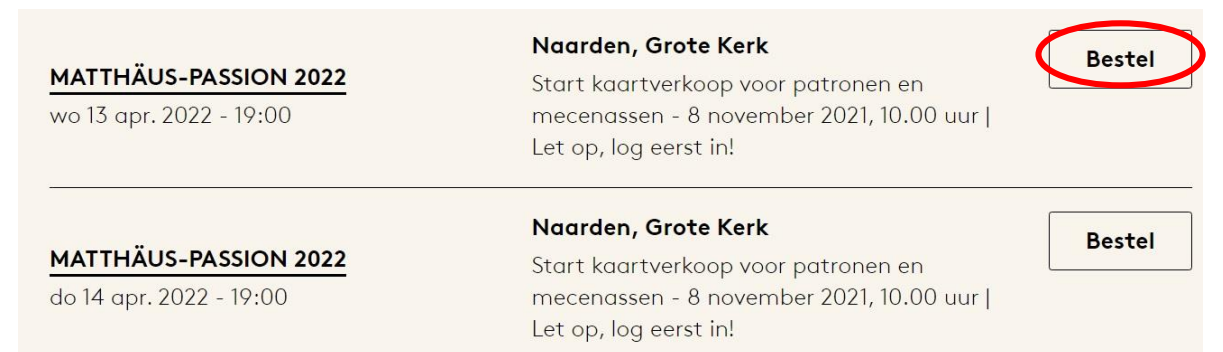 MATTHÄUS-PASSION 2022
wo 13 apr. 2022 - 19:00
Naarden, Grote Kerk
Start kaartverkoop voor patronen en
mecenassen - 8 november 2021, 10.00 uur |
Let op, log eerst in!
Bestel
MATTHÄUS-PASSION 2022
do 14 apr. 2022 - 19:00
Naarden, Grote Kerk
Start kaartverkoop voor patronen en
mecenassen - 8 november 2021, 10.00 uur |
Let op, log eerst in!
Bestel